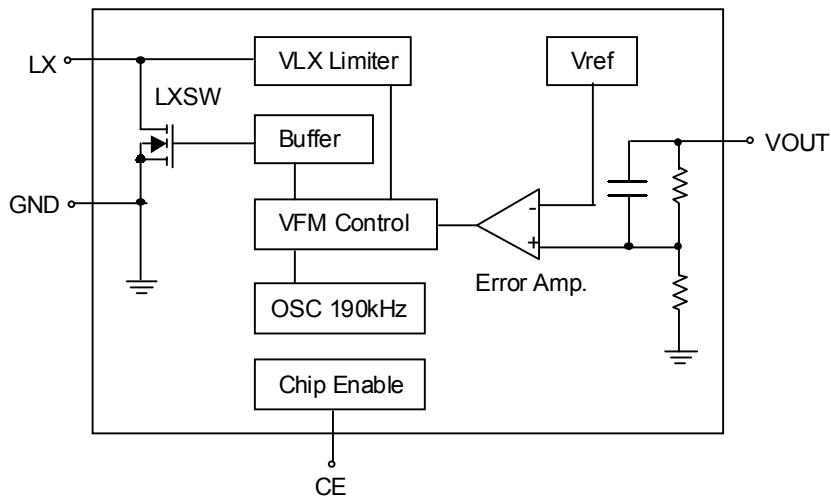 LX
VLX Limiter
Vref
LXSW
Buffer
VOUT
GND
VFM Control
-
+
Error Amp.
OSC 190kHz
Chip Enable
CE